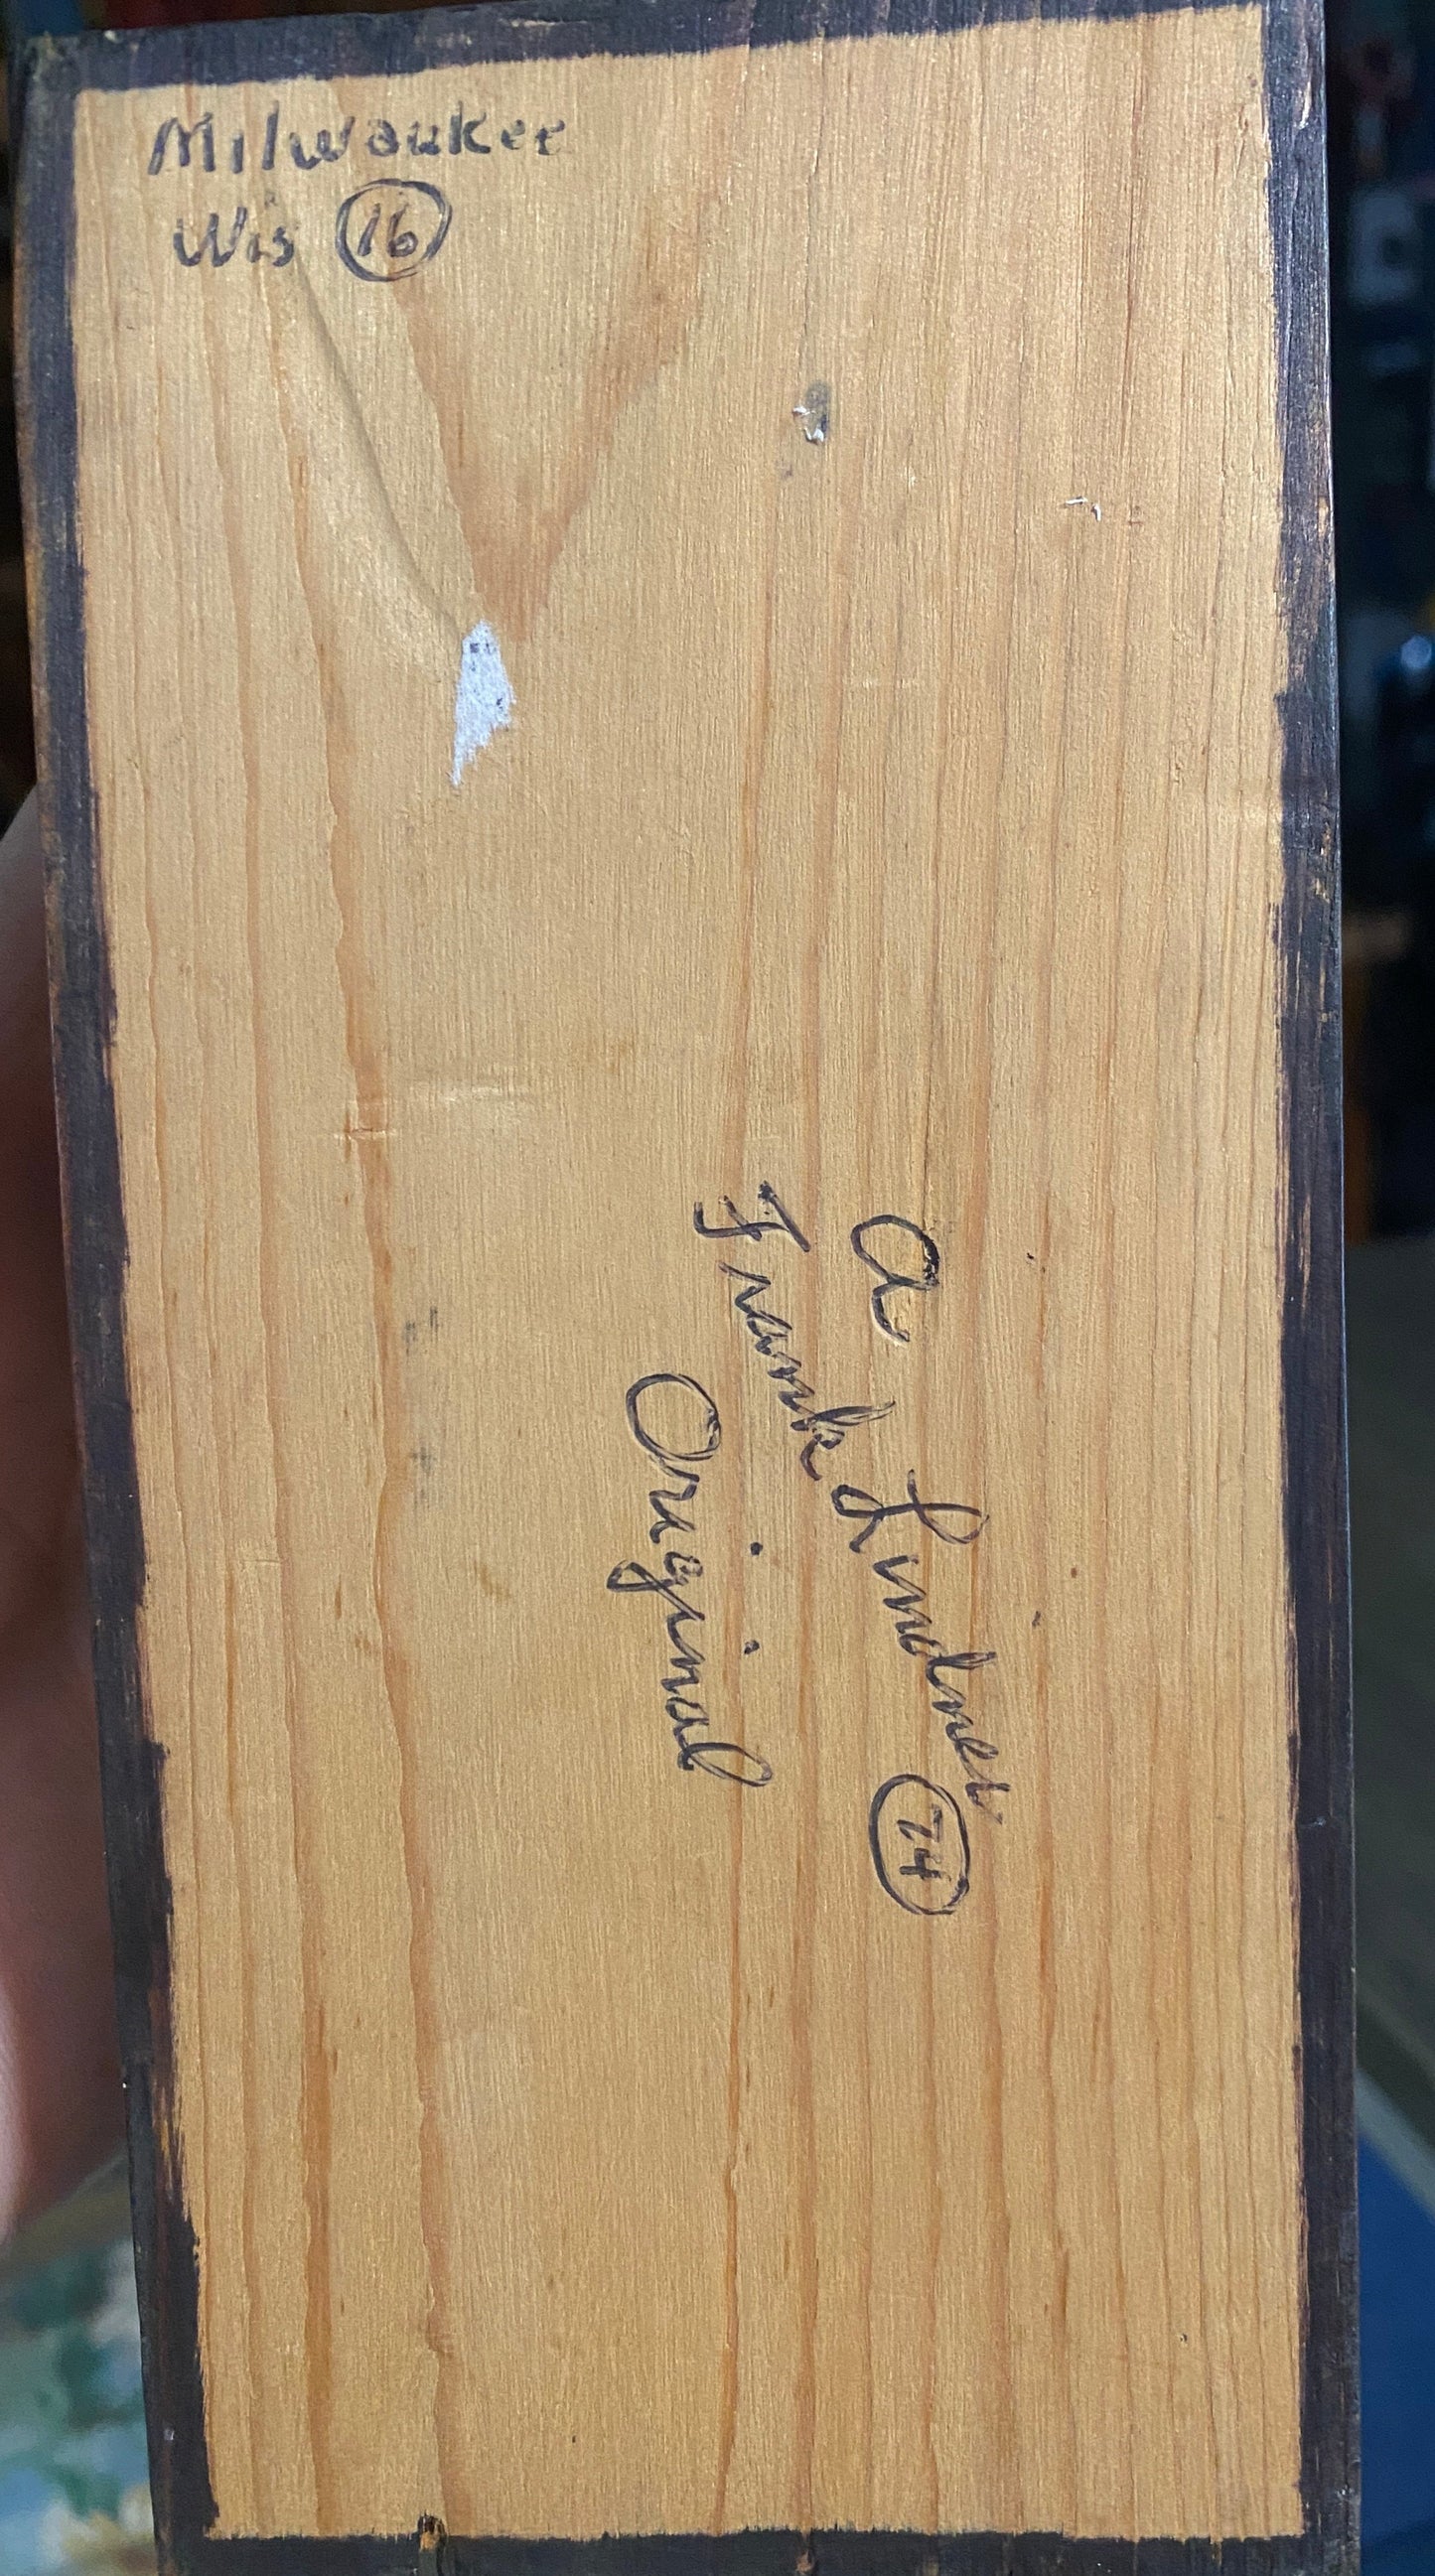 Milwaukee
Wis 16
a
Frank Lindner 74
Original